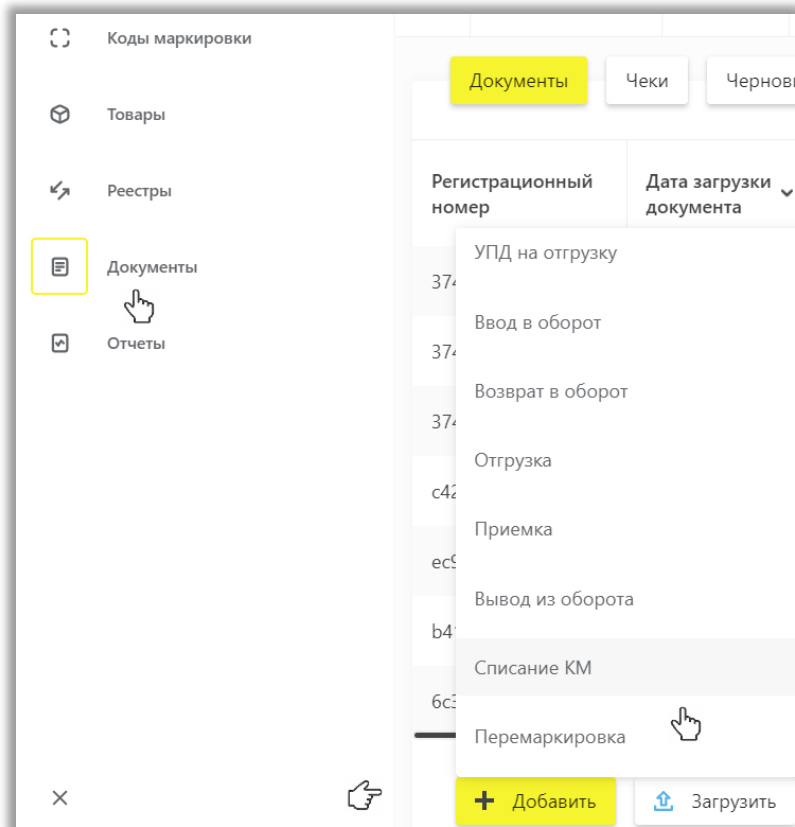 Коды маркировки
Товары
Реестры
Документы
Отчеты
Документы
Чеки
Регистрационный
номер
Дата загрузки
документа
УПД на отгрузку
Ввод в оборот
Возврат в оборот
Отгрузка
Приемка
Вывод из оборота
Списание КМ
Перемаркировка
Добавить
Загрузить